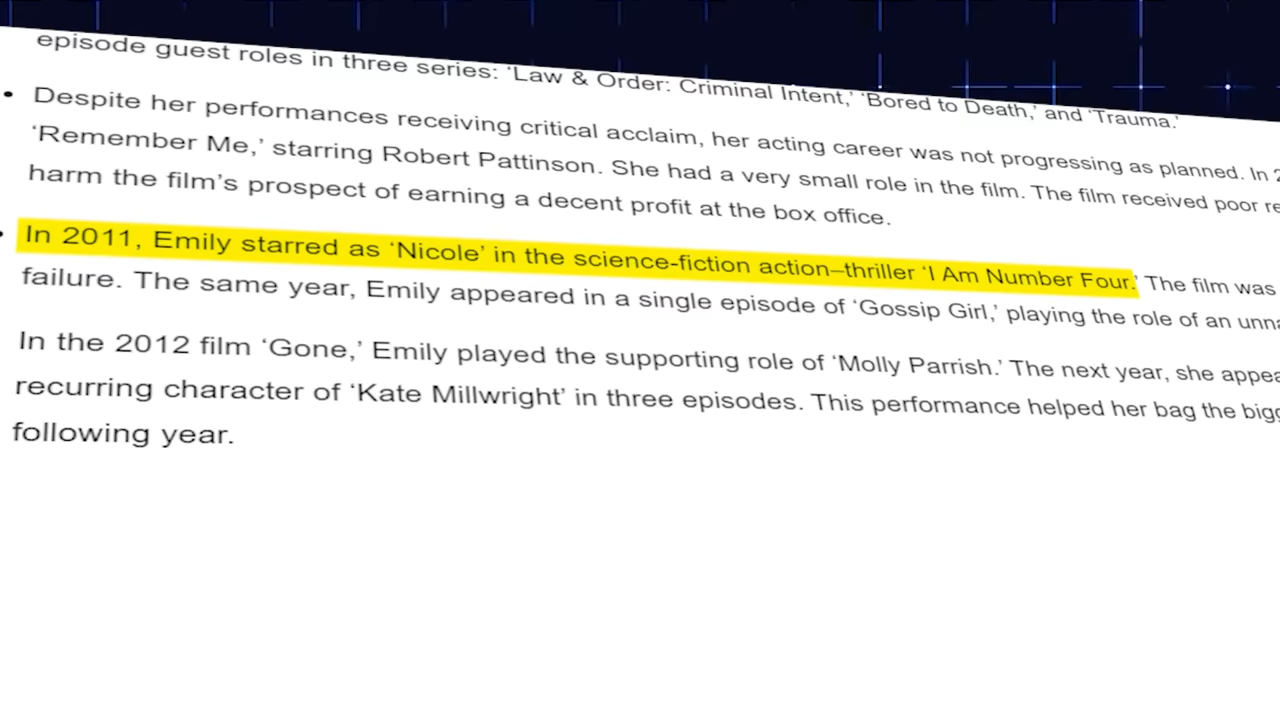 episode guest roles in three series: ‘Law & Order: Criminal Intent,’ ‘Bored to Death,’ and ‘Trauma.’
• Despite her performances receiving critical acclaim, her acting career was not progressing as planned. In 2
‘Remember Me,’ starring Robert Pattinson. She had a very small role in the film. The film received poor re
harm the film’s prospect of earning a decent profit at the box office.
• In 2011, Emily starred as ‘Nicole’ in the science-fiction action–thriller ‘I Am Number Four.’ The film was
failure. The same year, Emily appeared in a single episode of ‘Gossip Girl,’ playing the role of an unna
In the 2012 film ‘Gone,’ Emily played the supporting role of ‘Molly Parrish.’ The next year, she appea
recurring character of ‘Kate Millwright’ in three episodes. This performance helped her bag the bigg
following year.